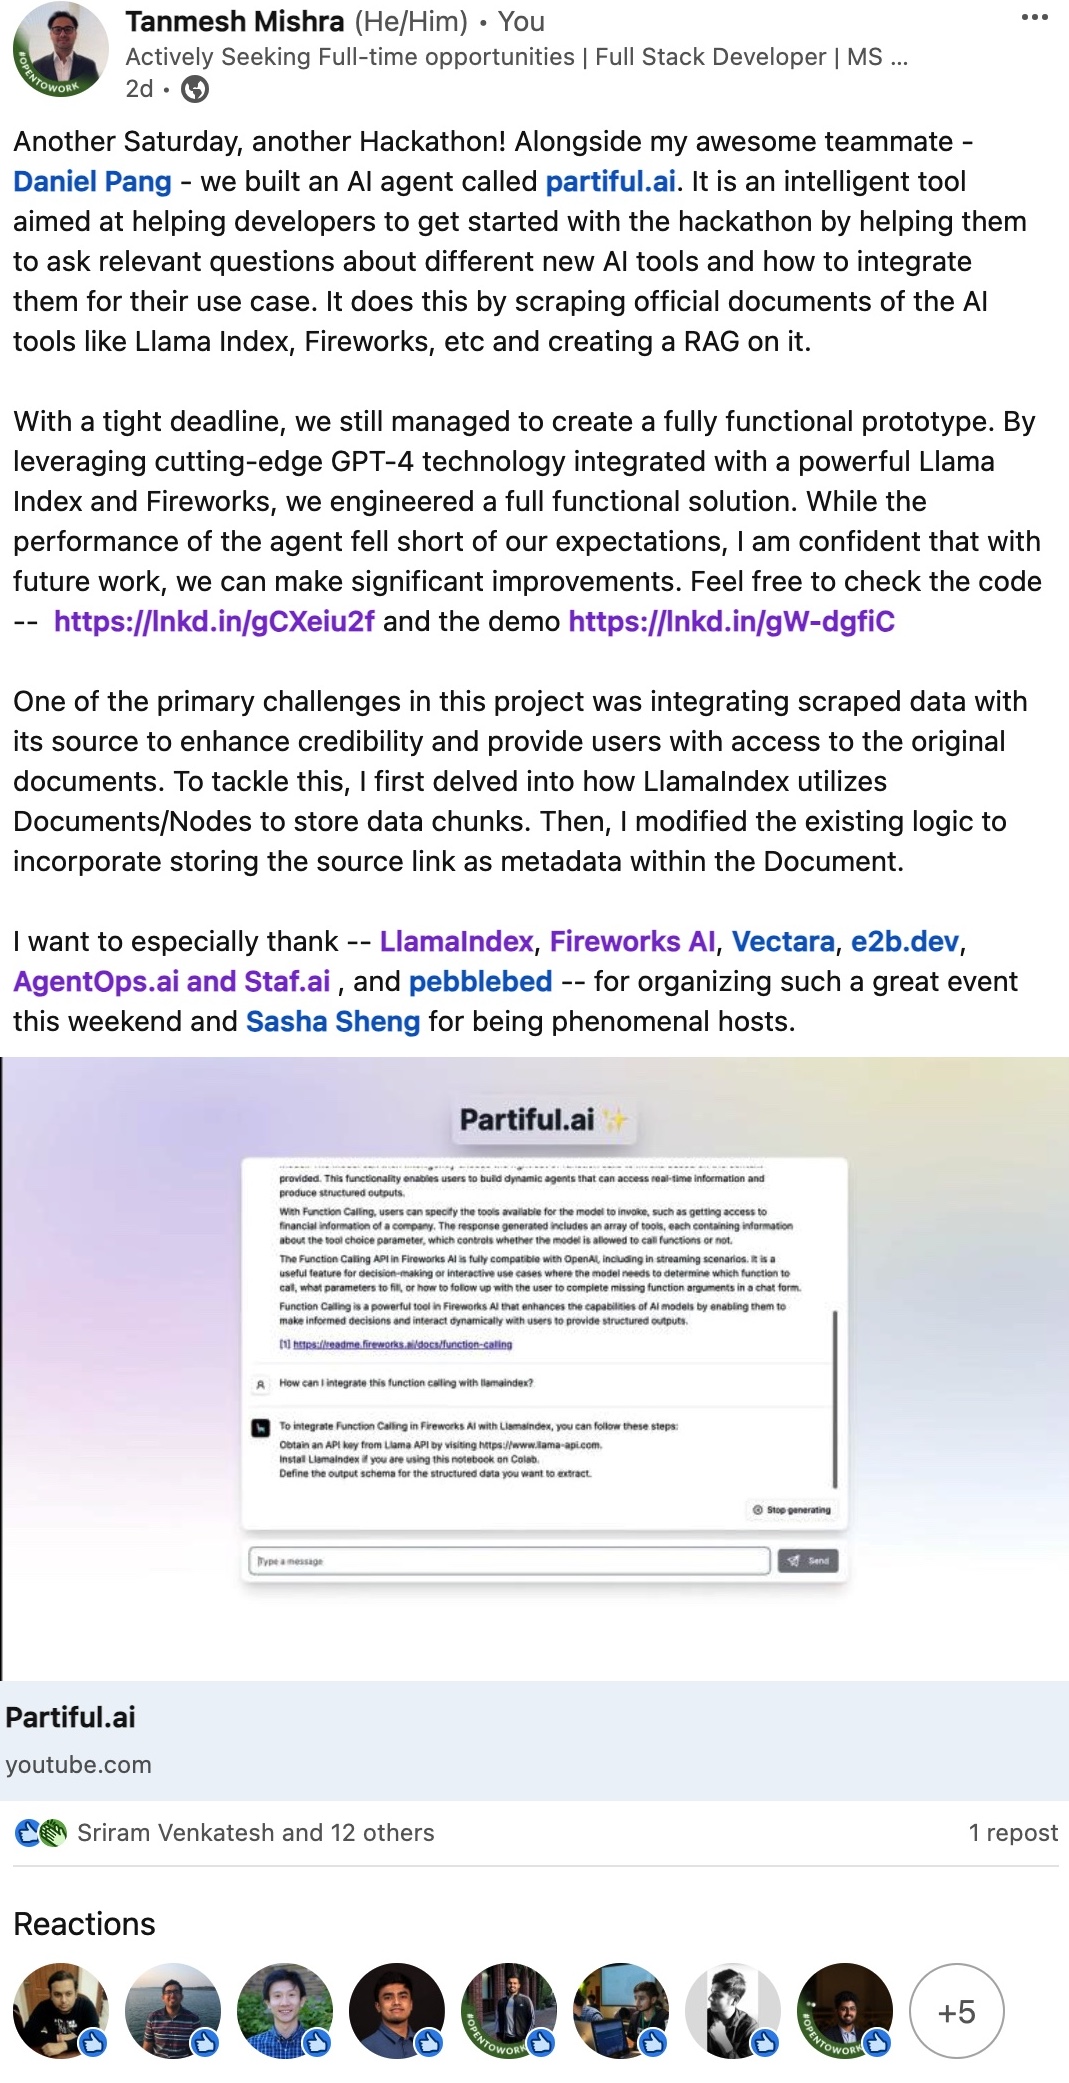 Tanmesh Mishra (He/Him) • You
Actively Seeking Full-time opportunities | Full Stack Developer | MS ...
2d •
#OPENTOWORK
Another Saturday, another Hackathon! Alongside my awesome teammate -
Daniel Pang - we built an AI agent called partiful.ai. It is an intelligent tool
aimed at helping developers to get started with the hackathon by helping them
to ask relevant questions about different new AI tools and how to integrate
them for their use case. It does this by scraping official documents of the AI
tools like Llama Index, Fireworks, etc and creating a RAG on it.
With a tight deadline, we still managed to create a fully functional prototype. By
leveraging cutting-edge GPT-4 technology integrated with a powerful Llama
Index and Fireworks, we engineered a full functional solution. While the
performance of the agent fell short of our expectations, I am confident that with
future work, we can make significant improvements. Feel free to check the code
-- https://lnkd.in/gCXeiu2f and the demo https://lnkd.in/gW-dgfiC
One of the primary challenges in this project was integrating scraped data with
its source to enhance credibility and provide users with access to the original
documents. To tackle this, I first delved into how LlamaIndex utilizes
Documents/Nodes to store data chunks. Then, I modified the existing logic to
incorporate storing the source link as metadata within the Document.
I want to especially thank -- LlamaIndex, Fireworks AI, Vectara, e2b.dev,
AgentOps.ai and Staf.ai , and pebblebed -- for organizing such a great event
this weekend and Sasha Sheng for being phenomenal hosts.
Partiful.ai
provided. This functionality enables users to build dynamic agents that can access real-time information and
produce structured outputs.
With Function Calling, users can specify the tools available for the model to invoke, such as getting access to
financial information of a company. The response generated includes an array of tools, each containing information
about the tool choice parameter, which controls whether the model is allowed to call functions or not.
The Function Calling API in Fireworks AI is fully compatible with OpenAI, including in streaming scenarios. It is a
useful feature for decision-making or interactive use cases where the model needs to determine which function to
call, what parameters to fill, or how to follow up with the user to complete missing function arguments in a chat form.
Function Calling is a powerful tool in Fireworks AI that enhances the capabilities of AI models by enabling them to
make informed decisions and interact dynamically with users to provide structured outputs.
[1] https://readme.fireworks.ai/docs/function-calling
How can I integrate this function calling with llamaindex?
To integrate Function Calling in Fireworks AI with LlamaIndex, you can follow these steps:
Obtain an API key from Llama API by visiting https://www.llama-api.com.
Install LlamaIndex if you are using this notebook on Colab.
Define the output schema for the structured data you want to extract.
Stop generating
Type a message
Send
Partiful.ai
youtube.com
Sriram Venkatesh and 12 others
1 repost
Reactions
#OPENTOWORK
#OPENTOWORK
+5